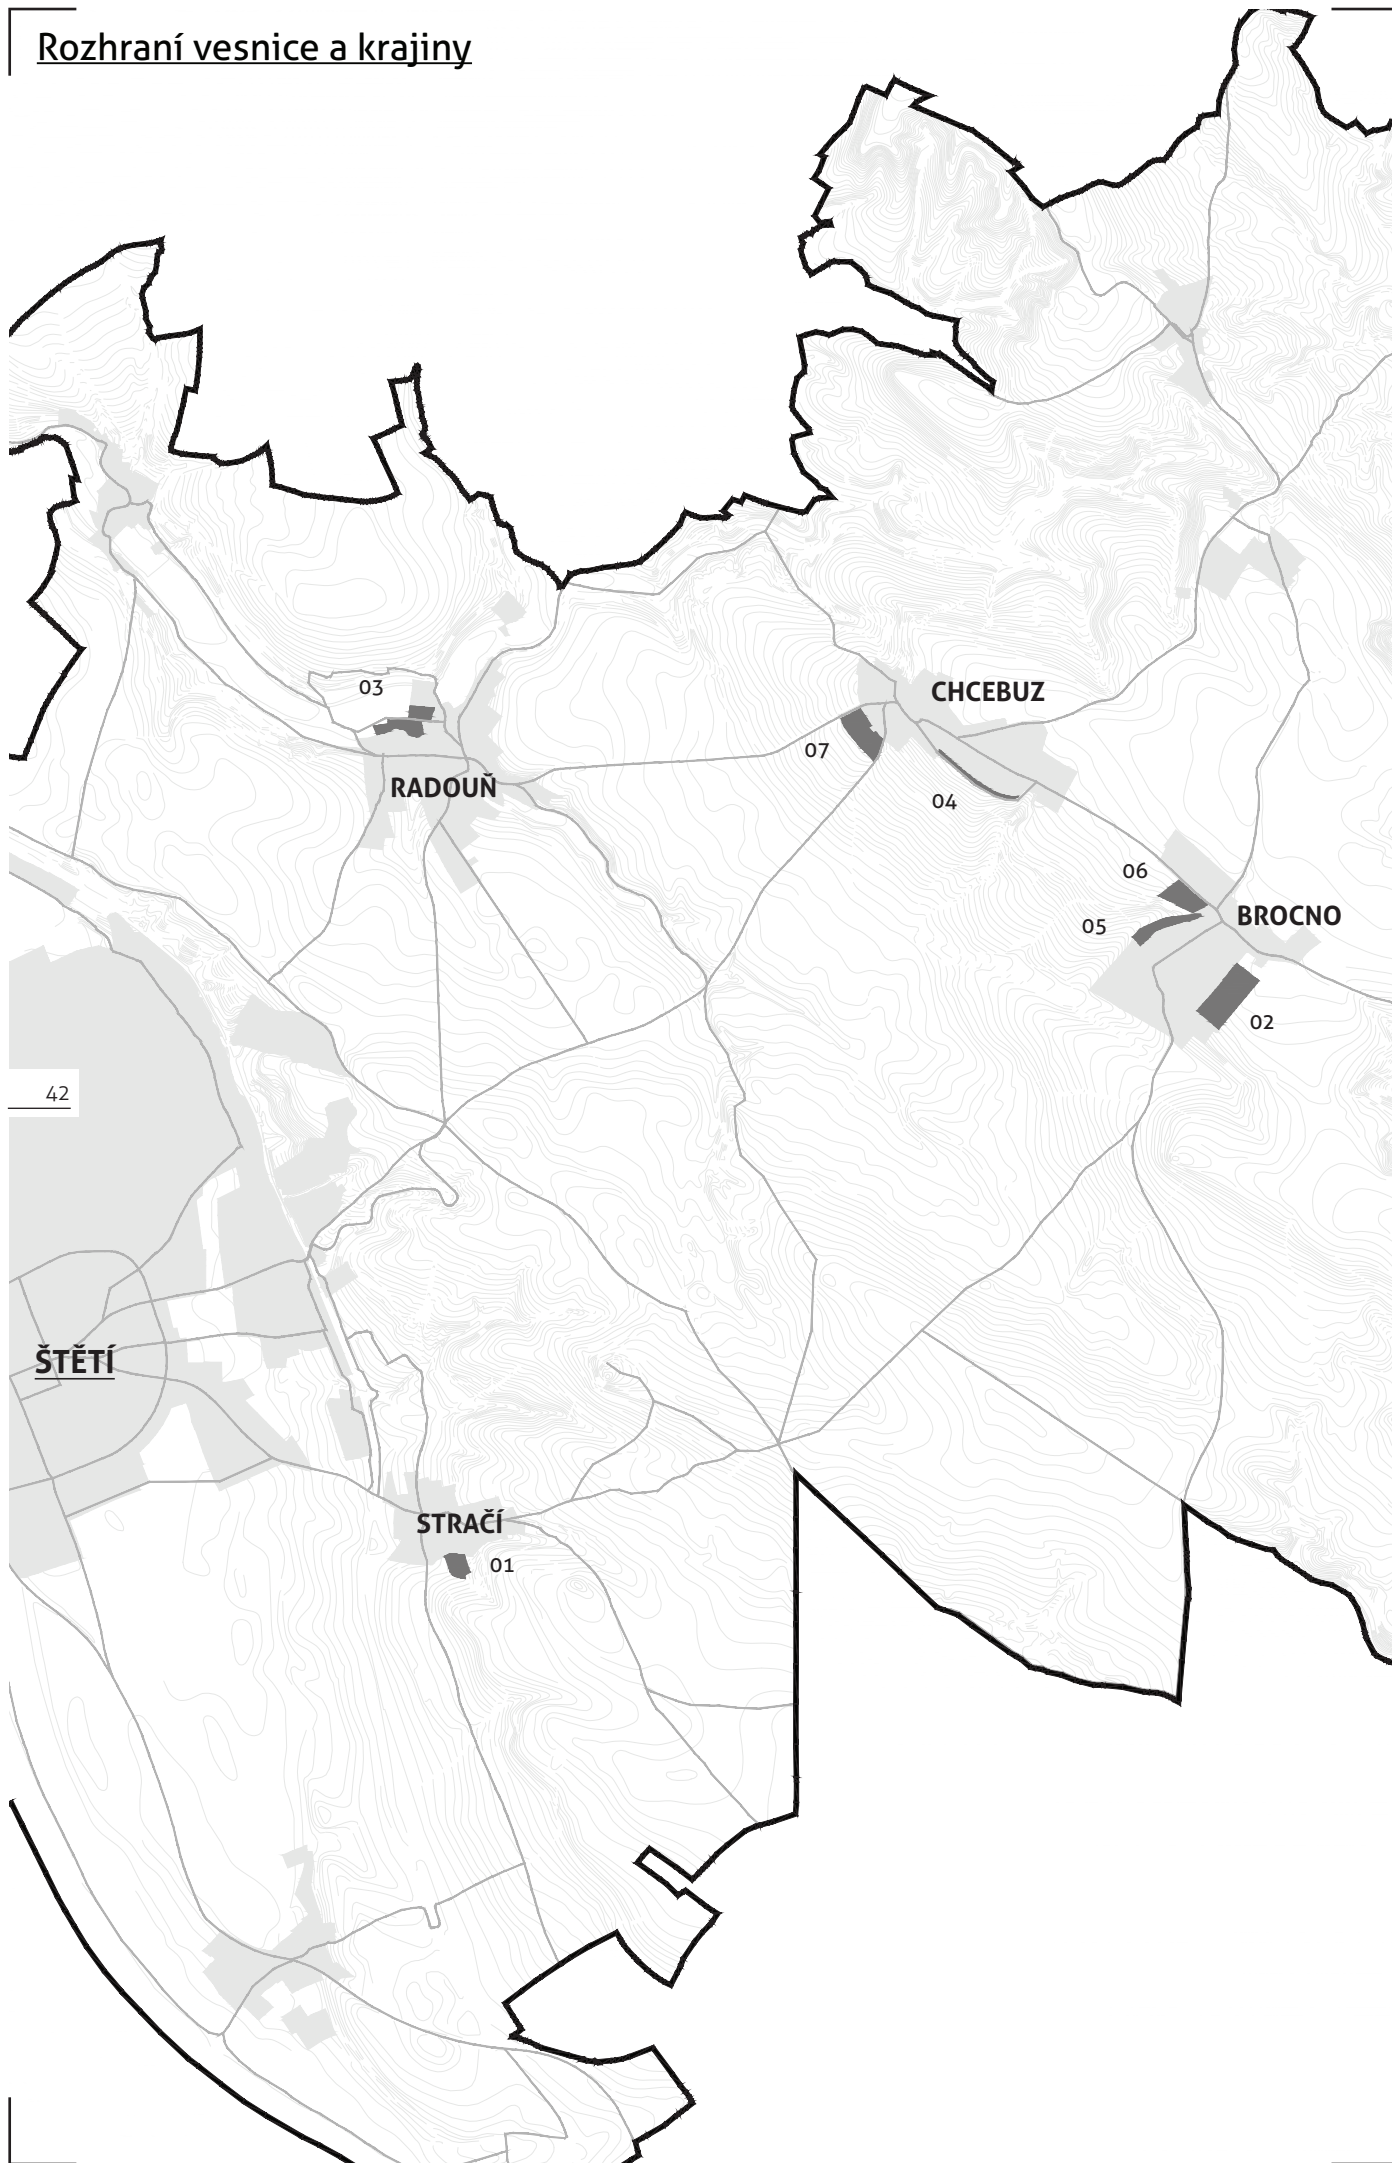 Rozhraní vesnice a krajiny
03
CHCEBUZ
07
RADOUŇ
04
06
BROCNO
05
02
42
ŠTĚTÍ
STRAČÍ
01